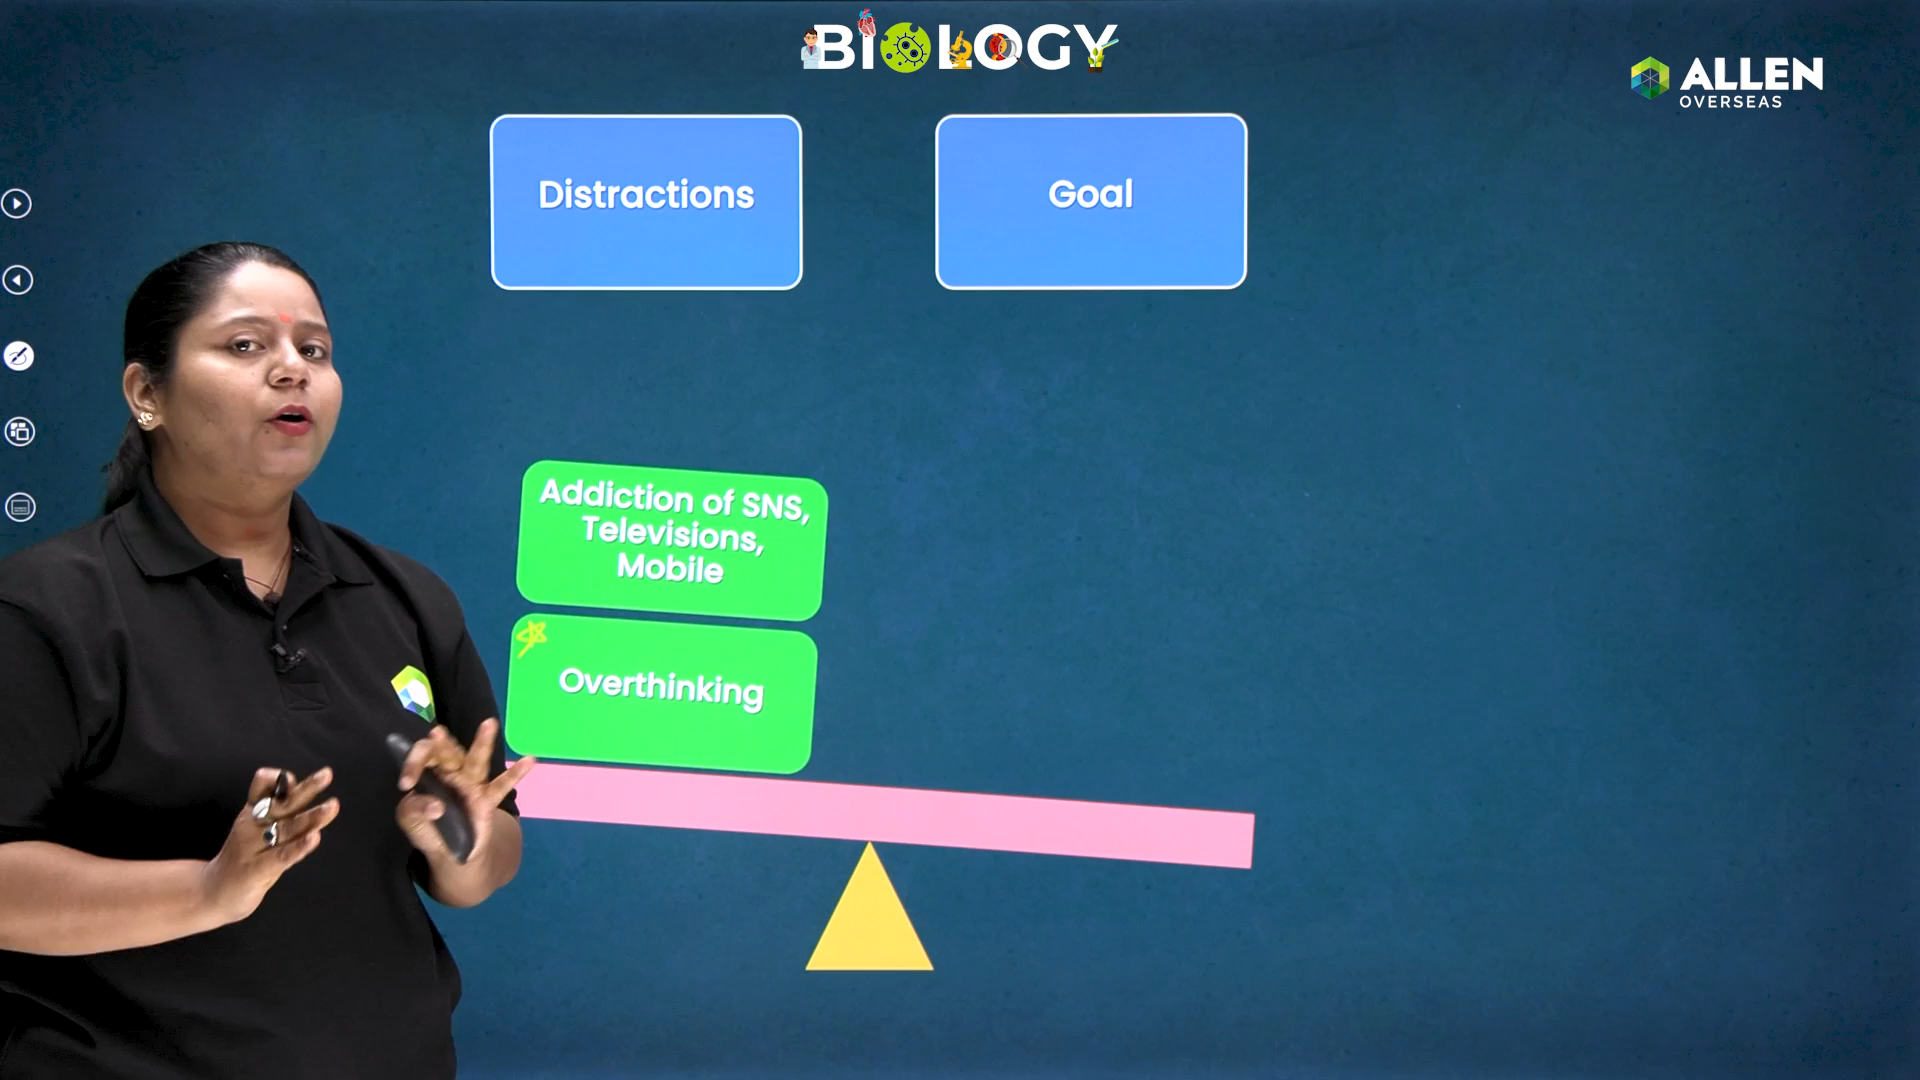 BIOLOGY
ALLEN
OVERSEAS
Distractions
Goal
Addiction of SNS,
Televisions,
Mobile
Overthinking